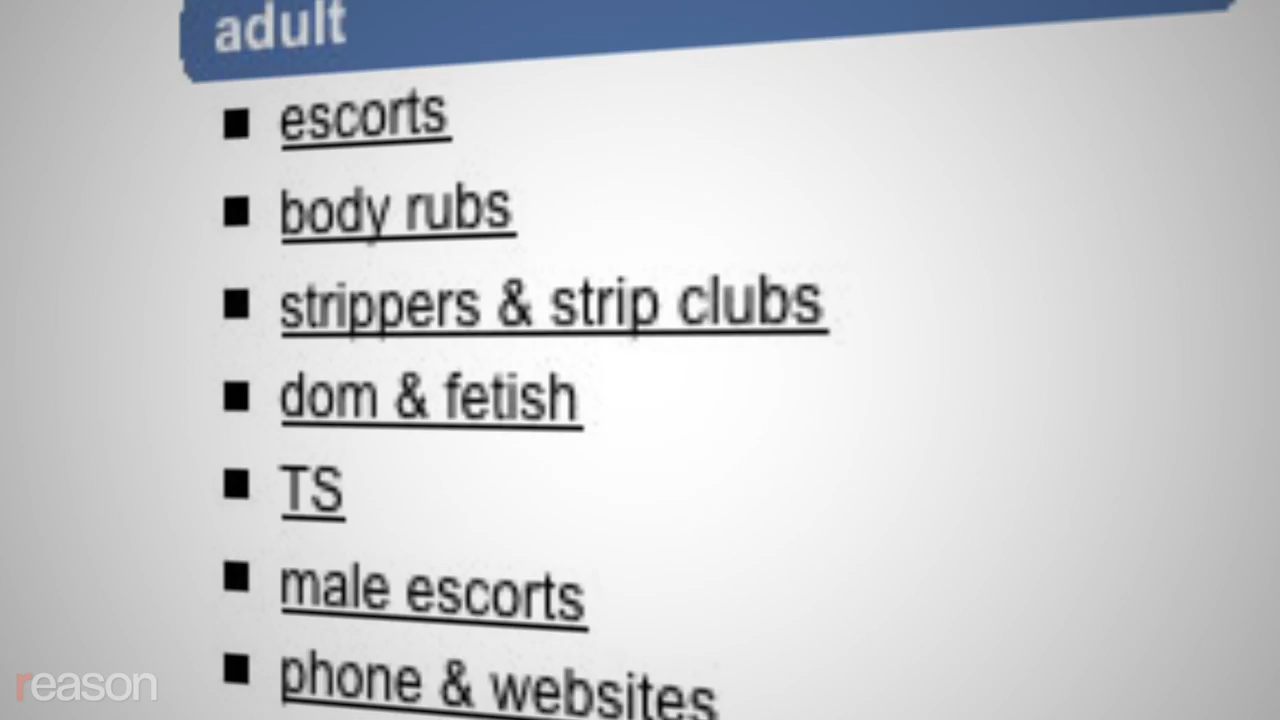 adult
escorts
body rubs
strippers & strip clubs
dom & fetish
TS
male escorts
phone & websites
reason